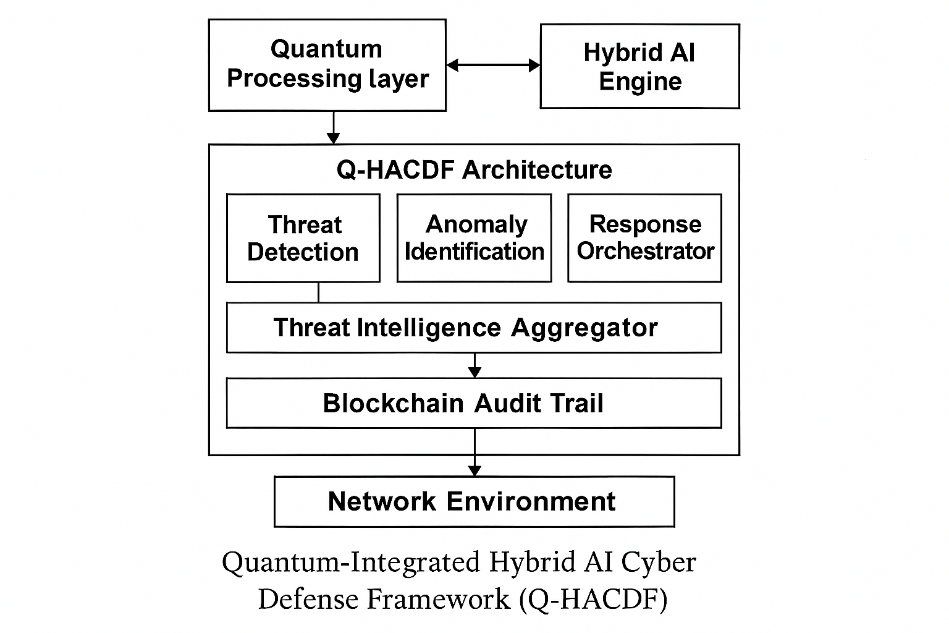 Quantum
Processing layer
Hybrid AI
Engine
Q-HACDF Architecture
Threat
Detection
Anomaly
Identification
Response
Orchestrator
Threat Intelligence Aggregator
Blockchain Audit Trail
Network Environment
Quantum-Integrated Hybrid AI Cyber
Defense Framework (Q-HACDF)